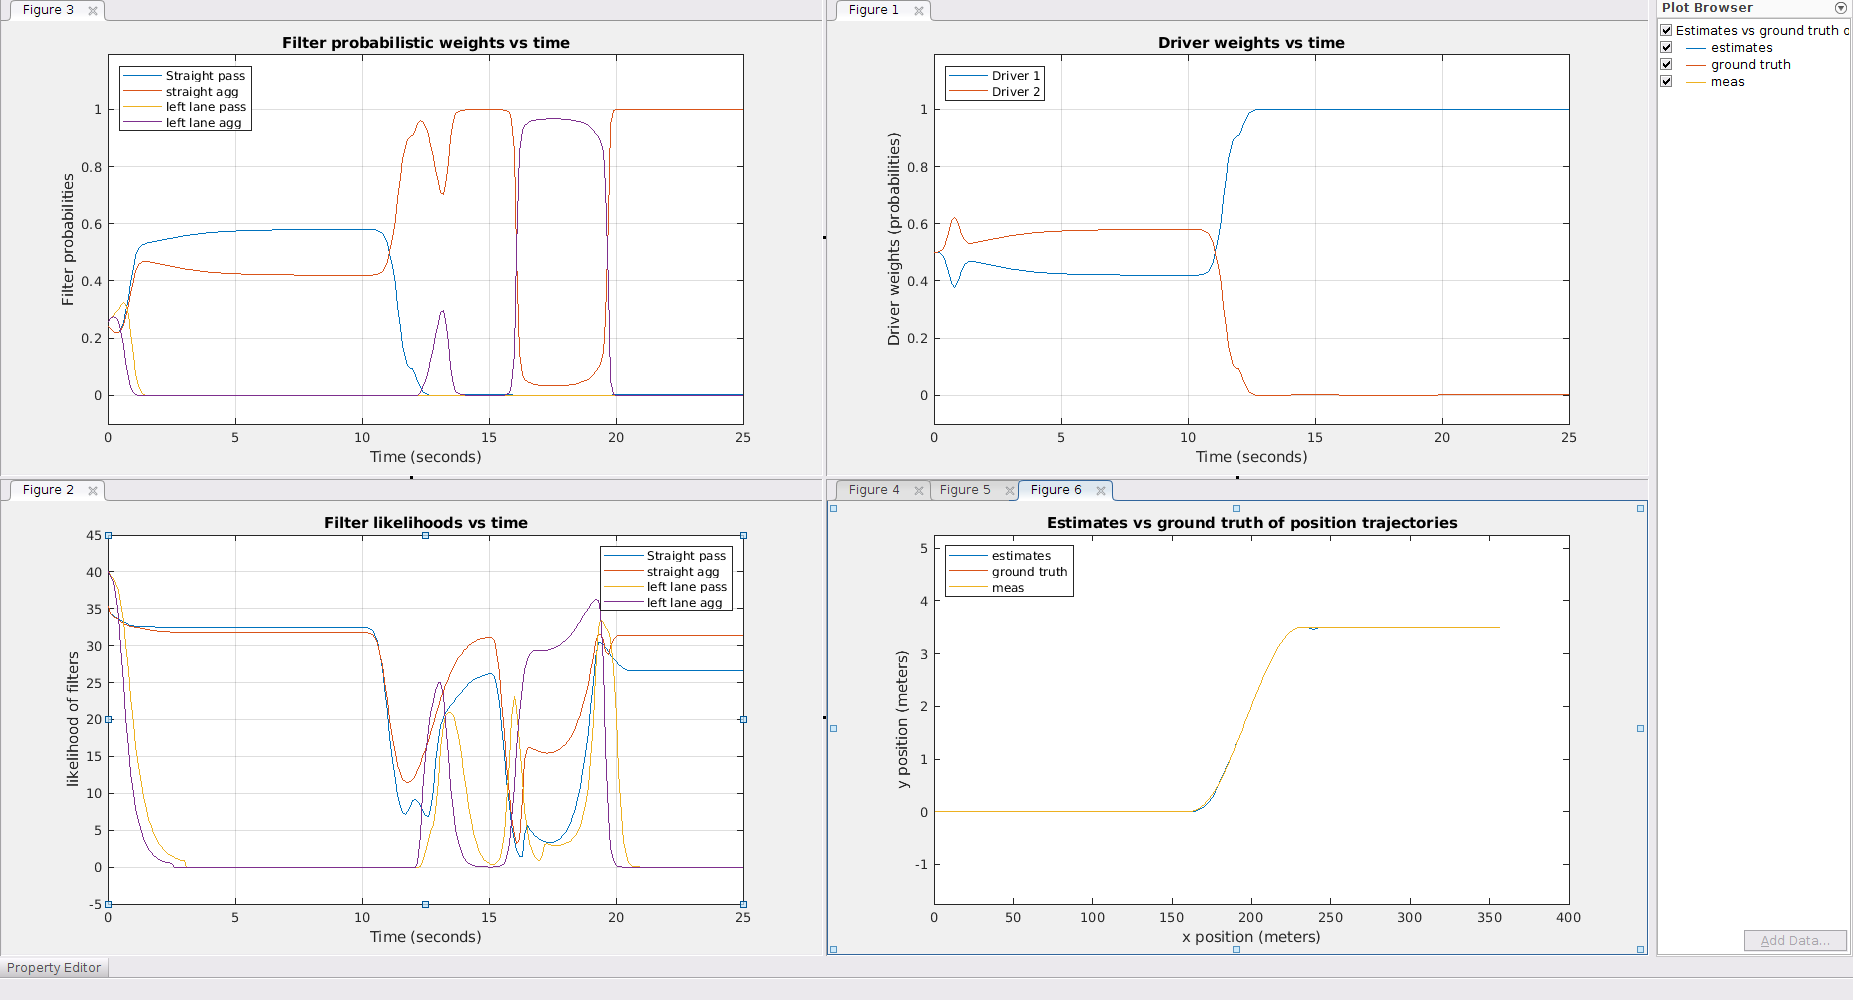 Figure 3
Filter probabilistic weights vs time
Straight pass
straight agg
left lane pass
left lane agg
1
0.8
0.6
0.4
0.2
0
Filter probabilities
0 5 10 15 20 25
Time (seconds)
Figure 1
Driver weights vs time
Driver 1
Driver 2
1
0.8
0.6
0.4
0.2
0
Driver weights (probabilities)
0 5 10 15 20 25
Time (seconds)
Figure 2
Filter likelihoods vs time
Straight pass
straight agg
left lane pass
left lane agg
45
40
35
30
25
20
15
10
5
0
-5
likelihood of filters
0 5 10 15 20 25
Time (seconds)
Figure 4 Figure 5 Figure 6
Estimates vs ground truth of position trajectories
estimates
ground truth
meas
5
4
3
2
1
0
-1
y position (meters)
0 50 100 150 200 250 300 350 400
x position (meters)
Plot Browser
Estimates vs ground truth o
estimates
ground truth
meas
Add Data...
Property Editor